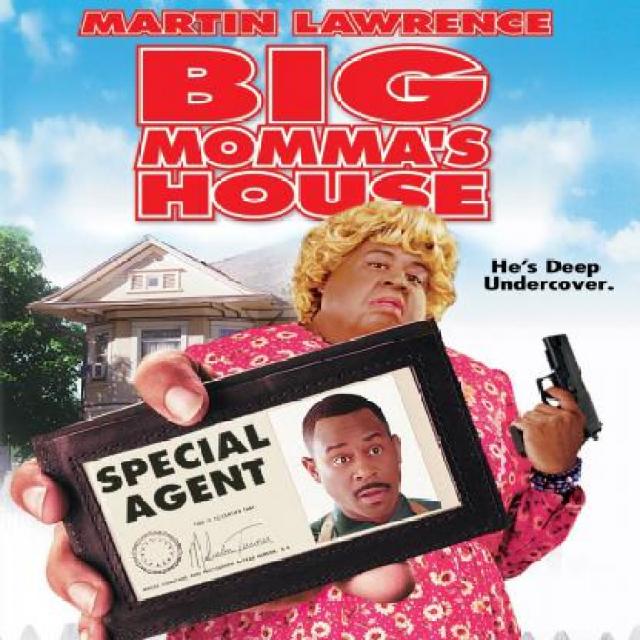 MARTIN LAWRENCE
BIG
MOMMA'S
HOUSE
He's Deep
Undercover.
SPECIAL
AGENT